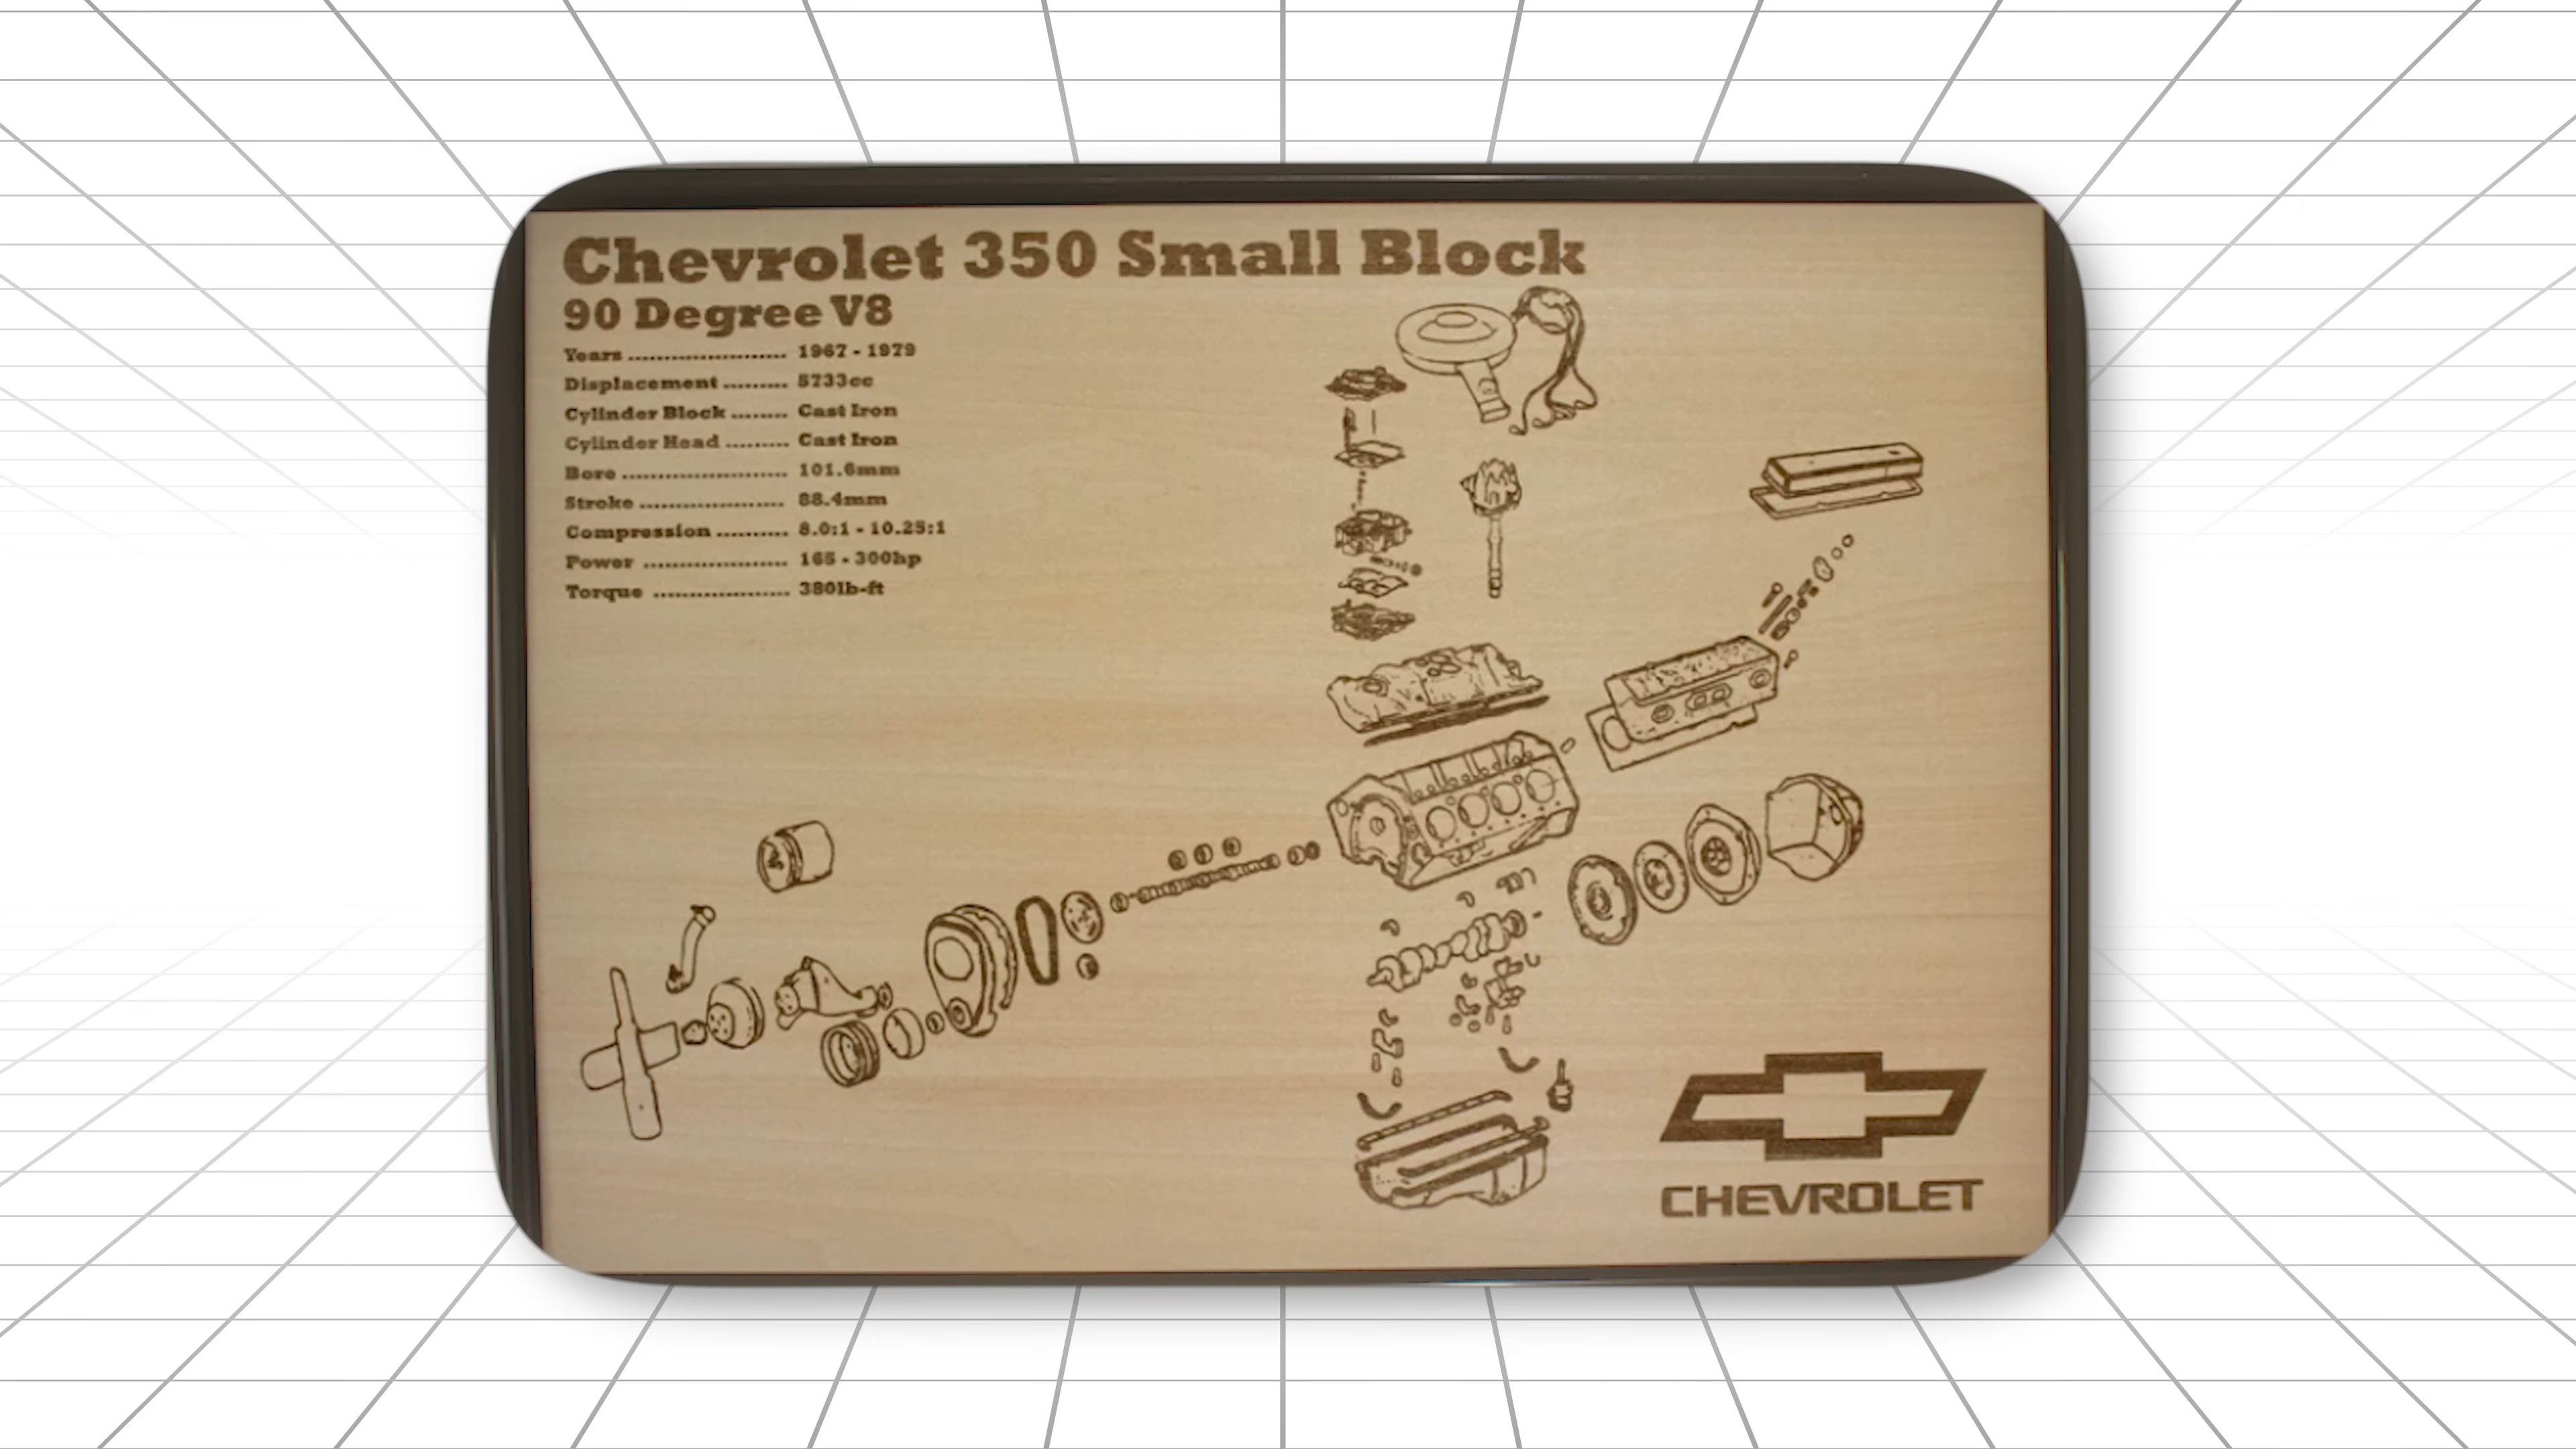 Chevrolet 350 Small Block
90 Degree V8
Years ...................... 1967 - 1979
Displacement ......... 5733cc
Cylinder Block ........ Cast Iron
Cylinder Head ......... Cast Iron
Bore ....................... 101.6mm
Stroke .................... 88.4mm
Compression .......... 8.0:1 - 10.25:1
Power .................... 165 - 300hp
Torque ................... 380lb-ft
CHEVROLET